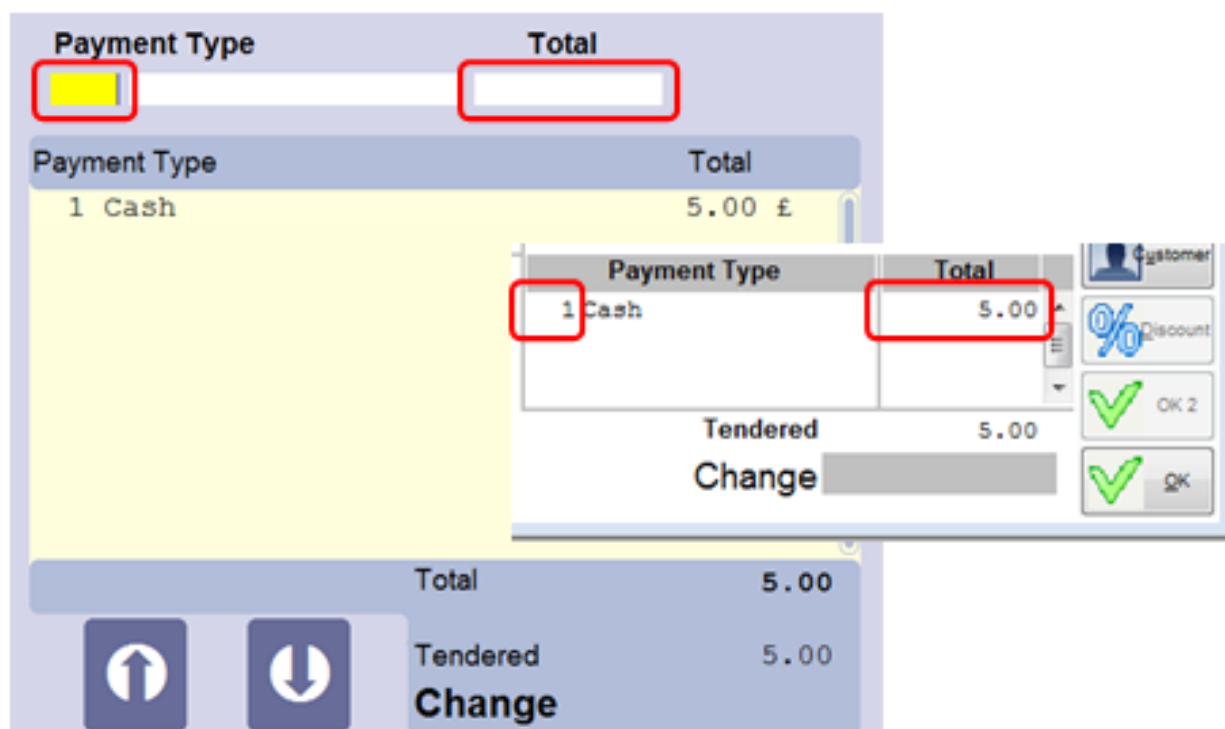 Payment Type Total
Payment Type Total
1 Cash 5.00 £
Payment Type Total
1 Cash 5.00
Tendered 5.00
Change
Customer
Discount
OK 2
OK
Total 5.00
Tendered 5.00
Change